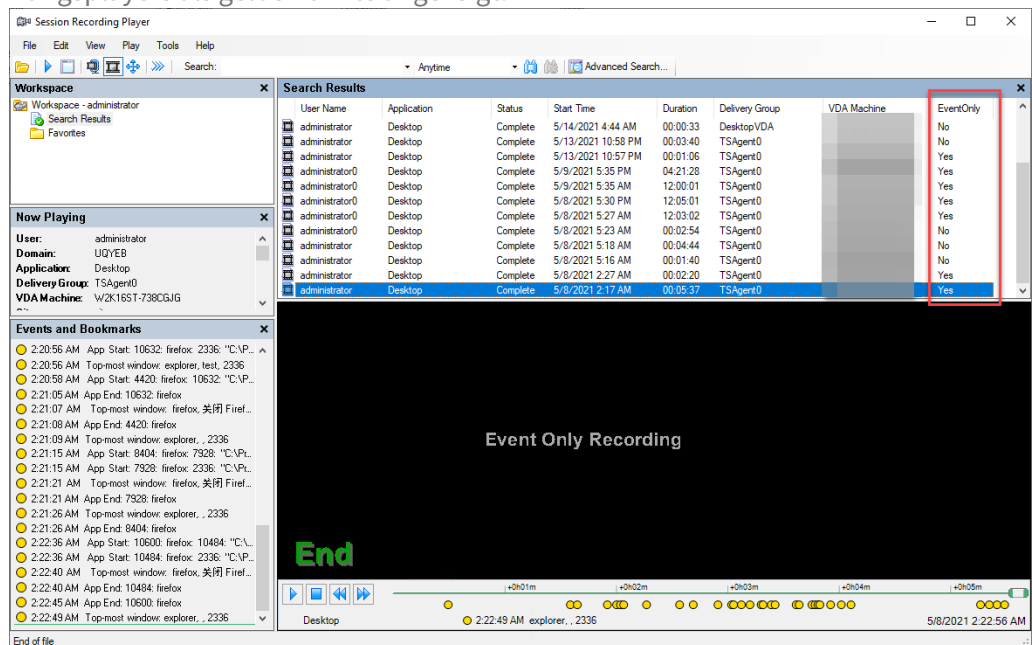 Session Recording Player
File Edit View Play Tools Help
Search: Anytime Advanced Search...
Workspace
Workspace - administrator
Search Results
Favorites
Search Results
User Name Application Status Start Time Duration Delivery Group VDA Machine EventOnly
administrator Desktop Complete 5/14/2021 4:44 AM 00:00:33 DesktopVDA No
administrator Desktop Complete 5/13/2021 10:58 PM 00:03:40 TSAgent0 No
administrator Desktop Complete 5/13/2021 10:57 PM 00:01:06 TSAgent0 Yes
administrator0 Desktop Complete 5/9/2021 5:35 PM 04:21:28 TSAgent0 Yes
administrator0 Desktop Complete 5/9/2021 5:35 AM 12:00:01 TSAgent0 Yes
administrator0 Desktop Complete 5/8/2021 5:30 PM 12:05:01 TSAgent0 Yes
administrator0 Desktop Complete 5/8/2021 5:27 AM 12:03:02 TSAgent0 Yes
administrator0 Desktop Complete 5/8/2021 5:23 AM 00:02:54 TSAgent0 No
administrator Desktop Complete 5/8/2021 5:18 AM 00:04:44 TSAgent0 No
administrator Desktop Complete 5/8/2021 5:16 AM 00:01:40 TSAgent0 No
administrator Desktop Complete 5/8/2021 2:27 AM 00:02:20 TSAgent0 Yes
administrator Desktop Complete 5/8/2021 2:17 AM 00:05:37 TSAgent0 Yes
Now Playing
User: administrator
Domain: UQYEB
Application: Desktop
Delivery Group: TSAgent0
VDA Machine: W2K16ST-738CGJG
Events and Bookmarks
2:20:56 AM App Start: 10632: firefox: 2336: "C:\P...
2:20:56 AM Top-most window: explorer, test, 2336
2:20:58 AM App Start: 4420: firefox: 10632: "C:\P...
2:21:05 AM App End: 10632: firefox
2:21:07 AM Top-most window: firefox, 关闭 Firef...
2:21:08 AM App End: 4420: firefox
2:21:09 AM Top-most window: explorer, , 2336
2:21:15 AM App Start: 8404: firefox: 7928: "C:\Pr...
2:21:15 AM App Start: 7928: firefox: 2336: "C:\Pr...
2:21:21 AM Top-most window: firefox, 关闭 Firef...
2:21:21 AM App End: 7928: firefox
2:21:26 AM Top-most window: explorer, , 2336
2:21:26 AM App End: 8404: firefox
2:22:36 AM App Start: 10600: firefox: 10484: "C:\...
2:22:36 AM App Start: 10484: firefox: 2336: "C:\P...
2:22:40 AM Top-most window: firefox, 关闭 Firef...
2:22:40 AM App End: 10484: firefox
2:22:45 AM App End: 10600: firefox
2:22:49 AM Top-most window: explorer, , 2336
Event Only Recording
End
+0h01m +0h02m +0h03m +0h04m +0h05m
Desktop 2:22:49 AM explorer, , 2336 5/8/2021 2:22:56 AM
End of file